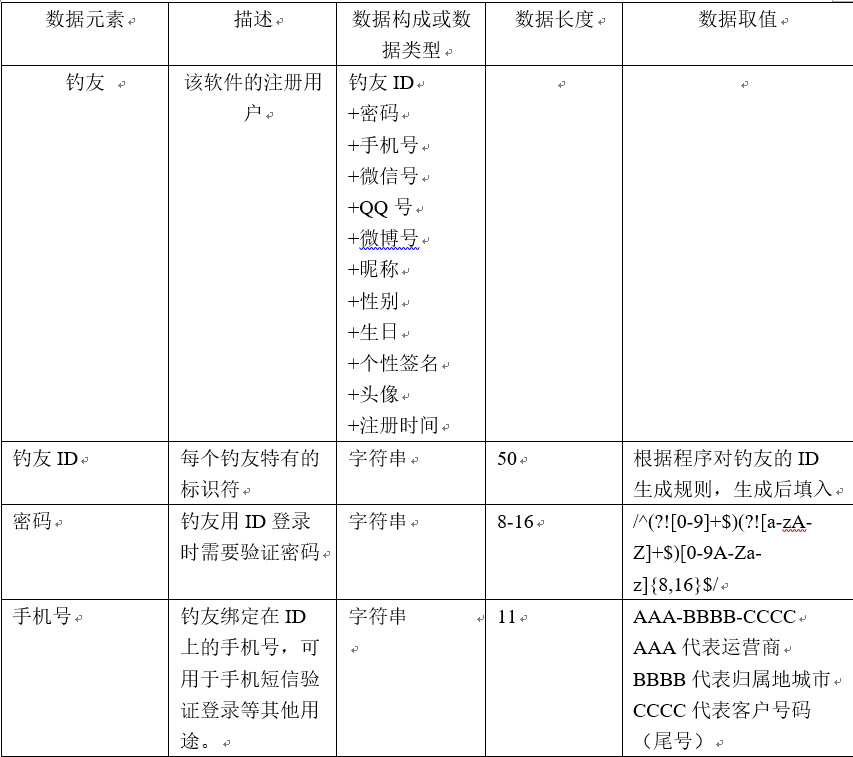 数据元素
描述
数据构成或数
据类型
数据长度
数据取值
钓友
该软件的注册用
户
钓友 ID
+密码
+手机号
+微信号
+QQ 号
+微博号
+昵称
+性别
+生日
+个性签名
+头像
+注册时间
钓友 ID
每个钓友特有的
标识符
字符串
50
根据程序对钓友的 ID
生成规则，生成后填入
密码
钓友用 ID 登录
时需要验证密码
字符串
8-16
/^(?![0-9]+$)(?![a-zA-
Z]+$)[0-9A-Za-
z]{8,16}$/
手机号
钓友绑定在 ID
上的手机号，可
用于手机短信验
证登录等其他用
途。
字符串
11
AAA-BBBB-CCCC
AAA 代表运营商
BBBB 代表归属地城市
CCCC 代表客户号码
（尾号）